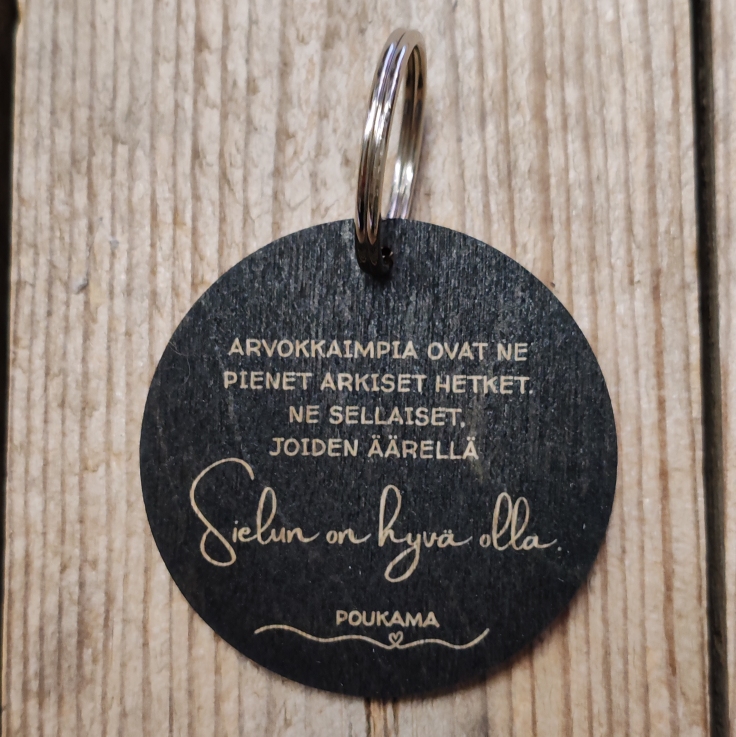 ARVOKKAIMPIA OVAT NE
PIENET ARKISET HETKET.
NE SELLAISET,
JOIDEN ÄÄRELLÄ
Sielun on hyvä olla.
POUKAMA